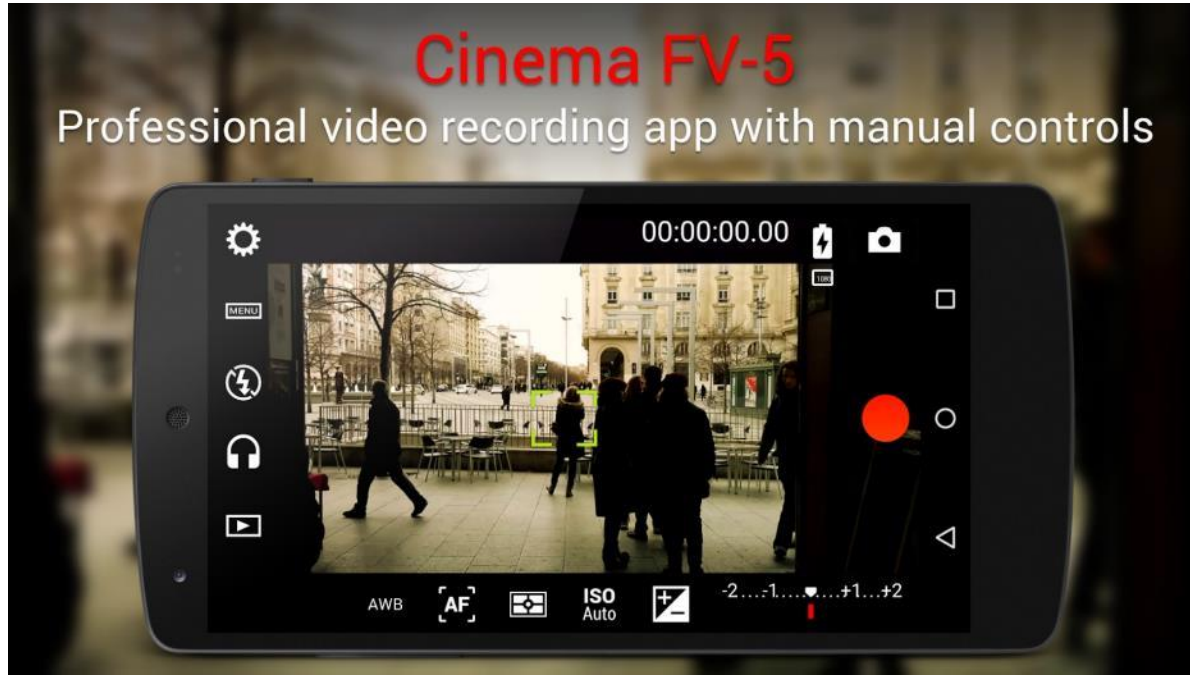 Cinema FV-5
Professional video recording app with manual controls
00:00:00.00
1080
MENU
AWB
AF
ISO
Auto
-2....-1.........+1...+2